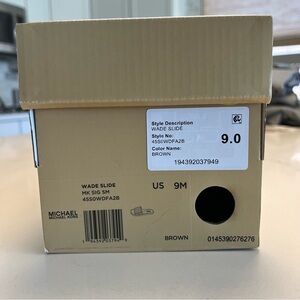 Style Description
WADE SLIDE
Style No:
45S0WDFA2B
Color Name:
BROWN
9.0
194392037949
WADE SLIDE
MK SIG SM
45S0WDFA2B
US 9M
MICHAEL
MICHAEL KORS
BROWN
0145390276276